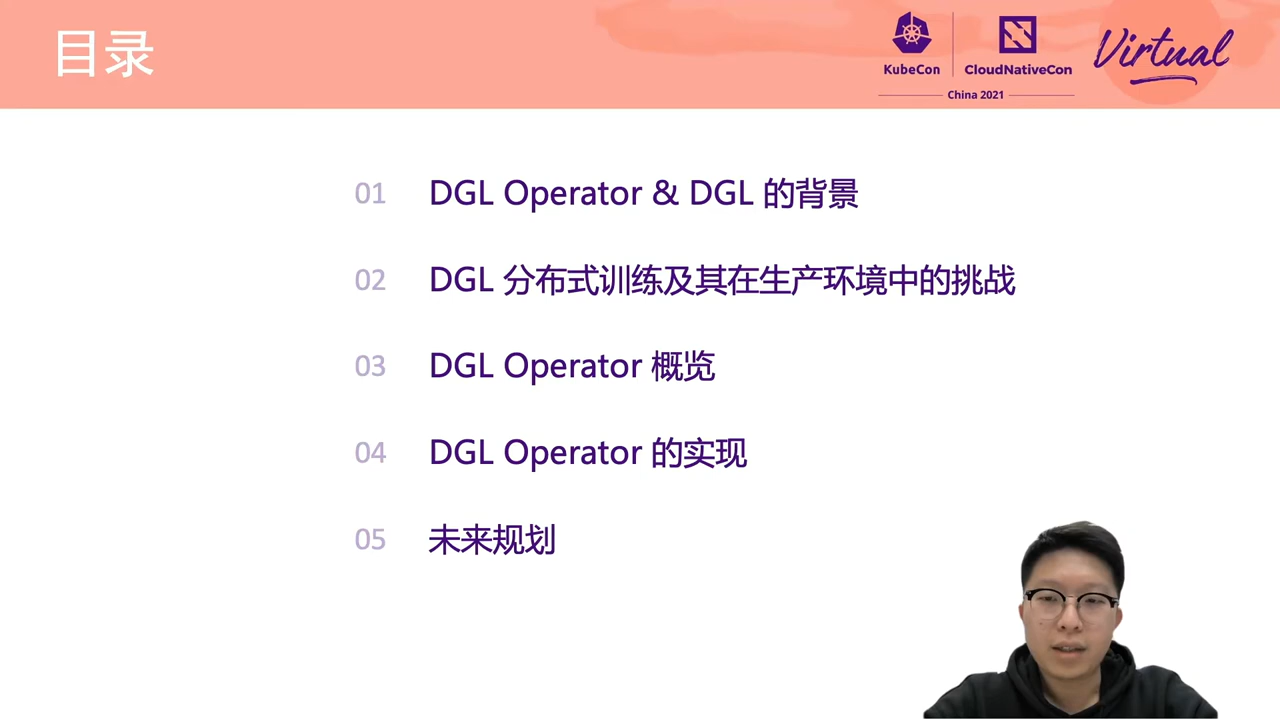 目录
KubeCon
CloudNativeCon
China 2021
Virtual
01 DGL Operator & DGL 的背景
02 DGL 分布式训练及其在生产环境中的挑战
03 DGL Operator 概览
04 DGL Operator 的实现
05 未来规划